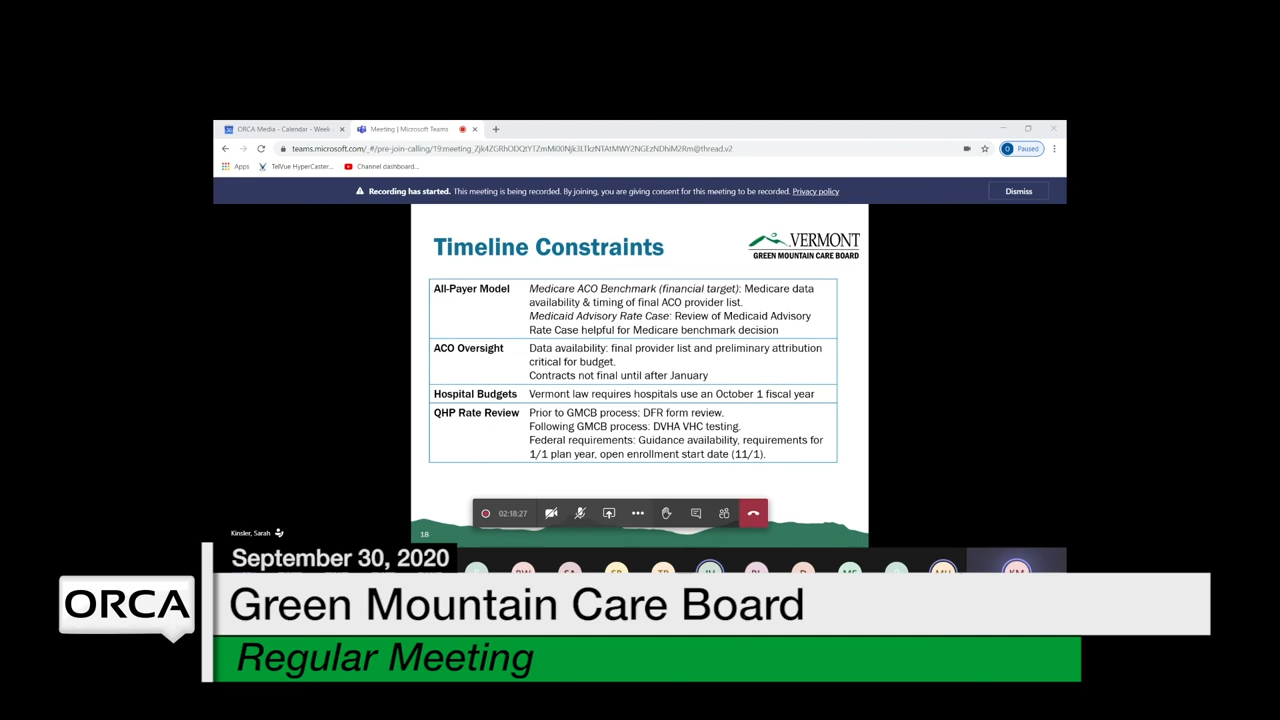 ORCA Media - Calendar - Week
Meeting | Microsoft Teams
Apps TelVue HyperCaster... Channel dashboard...
Paused
Recording has started. This meeting is being recorded. By joining, you are giving consent for this meeting to be recorded. Privacy policy
Dismiss
Timeline Constraints
VERMONT
GREEN MOUNTAIN CARE BOARD
All-Payer Model
Medicare ACO Benchmark (financial target): Medicare data
availability & timing of final ACO provider list.
Medicaid Advisory Rate Case: Review of Medicaid Advisory
Rate Case helpful for Medicare benchmark decision
ACO Oversight
Data availability: final provider list and preliminary attribution
critical for budget.
Contracts not final until after January
Hospital Budgets
Vermont law requires hospitals use an October 1 fiscal year
QHP Rate Review
Prior to GMCB process: DFR form review.
Following GMCB process: DVHA VHC testing.
Federal requirements: Guidance availability, requirements for
1/1 plan year, open enrollment start date (11/1).
02:18:27
18
Kinsler, Sarah
September 30, 2020
ORCA
Green Mountain Care Board
Regular Meeting